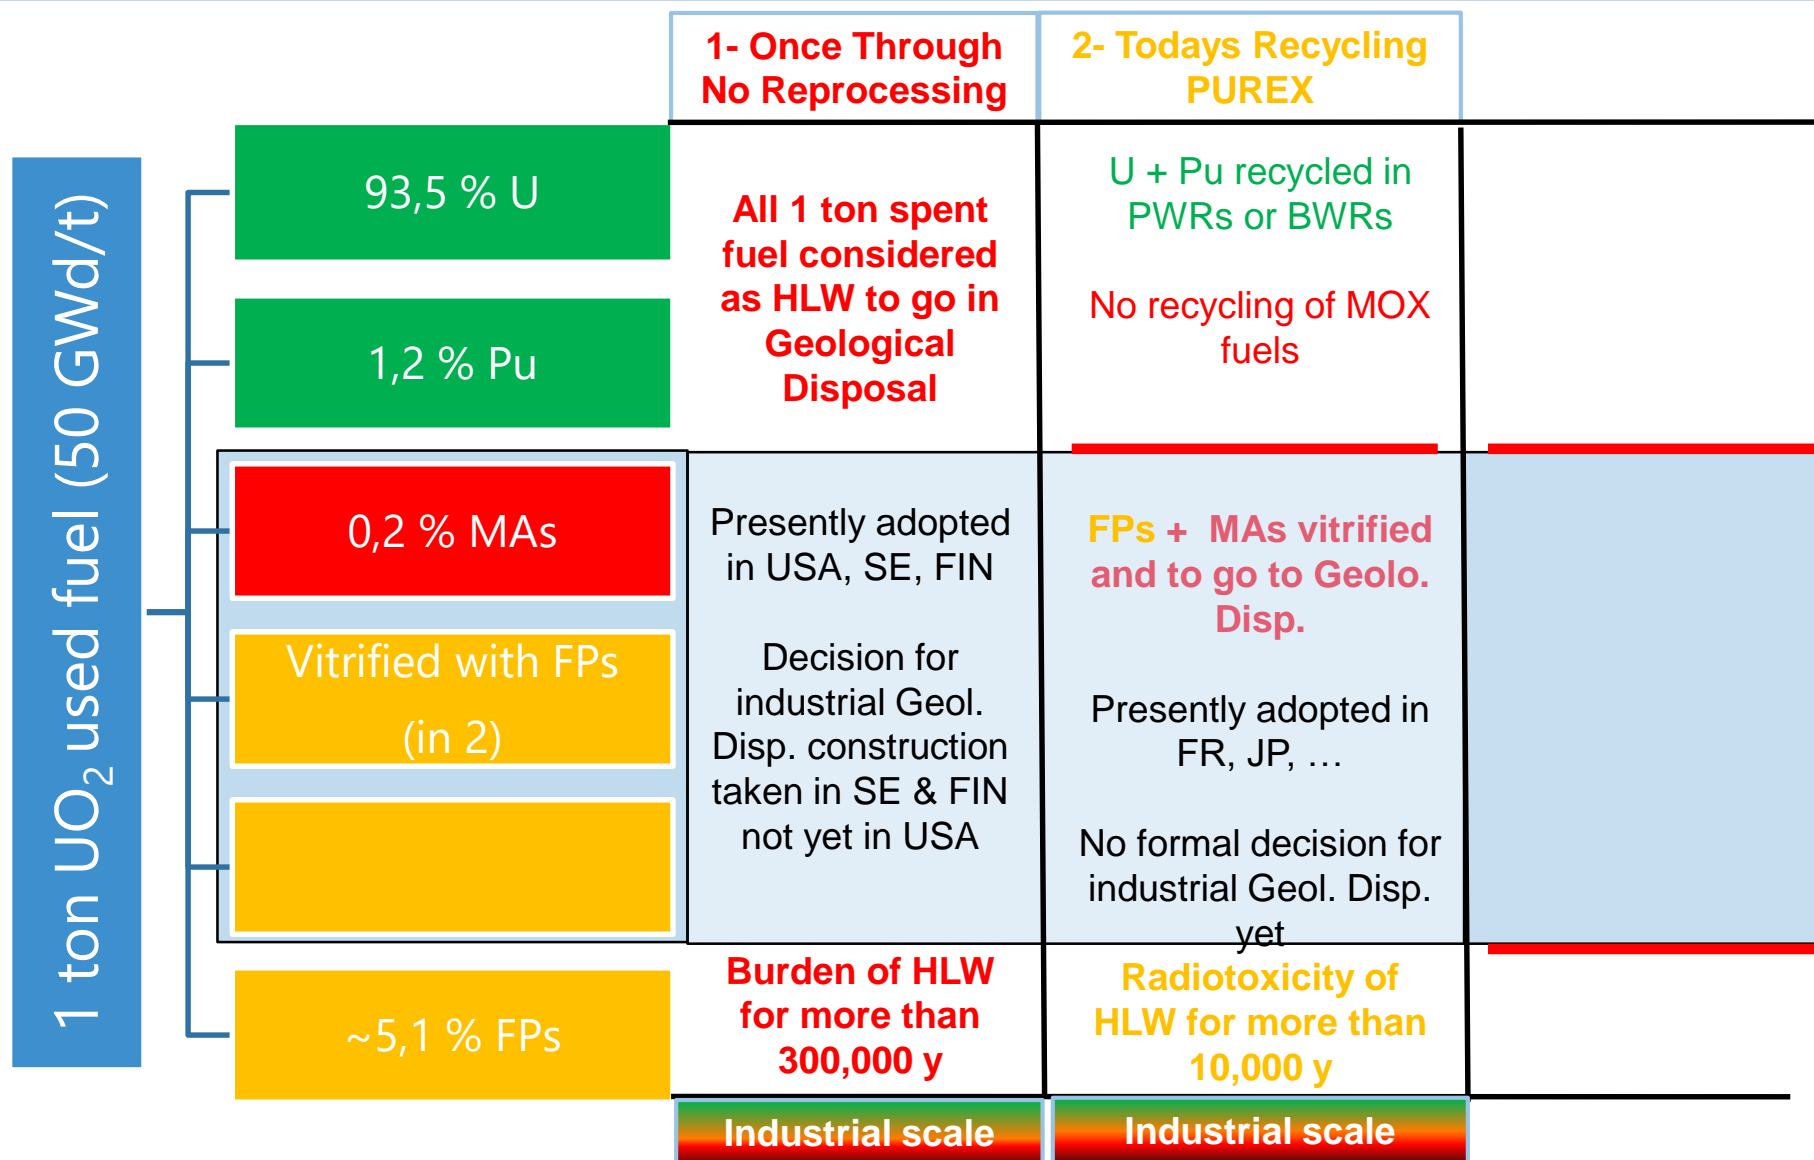 1- Once Through
No Reprocessing
2- Todays Recycling
PUREX
1 ton UO₂ used fuel (50 GWd/t)
93,5 % U
1,2 % Pu
0,2 % MAs
Vitrified with FPs
(in 2)
~5,1 % FPs
All 1 ton spent
fuel considered
as HLW to go in
Geological
Disposal
Presently adopted
in USA, SE, FIN
Decision for
industrial Geol.
Disp. construction
taken in SE & FIN
not yet in USA
Burden of HLW
for more than
300,000 y
Industrial scale
U + Pu recycled in
PWRs or BWRs
No recycling of MOX
fuels
FPs + MAs vitrified
and to go to Geolo.
Disp.
Presently adopted in
FR, JP, …
No formal decision for
industrial Geol. Disp.
yet
Radiotoxicity of
HLW for more than
10,000 y
Industrial scale